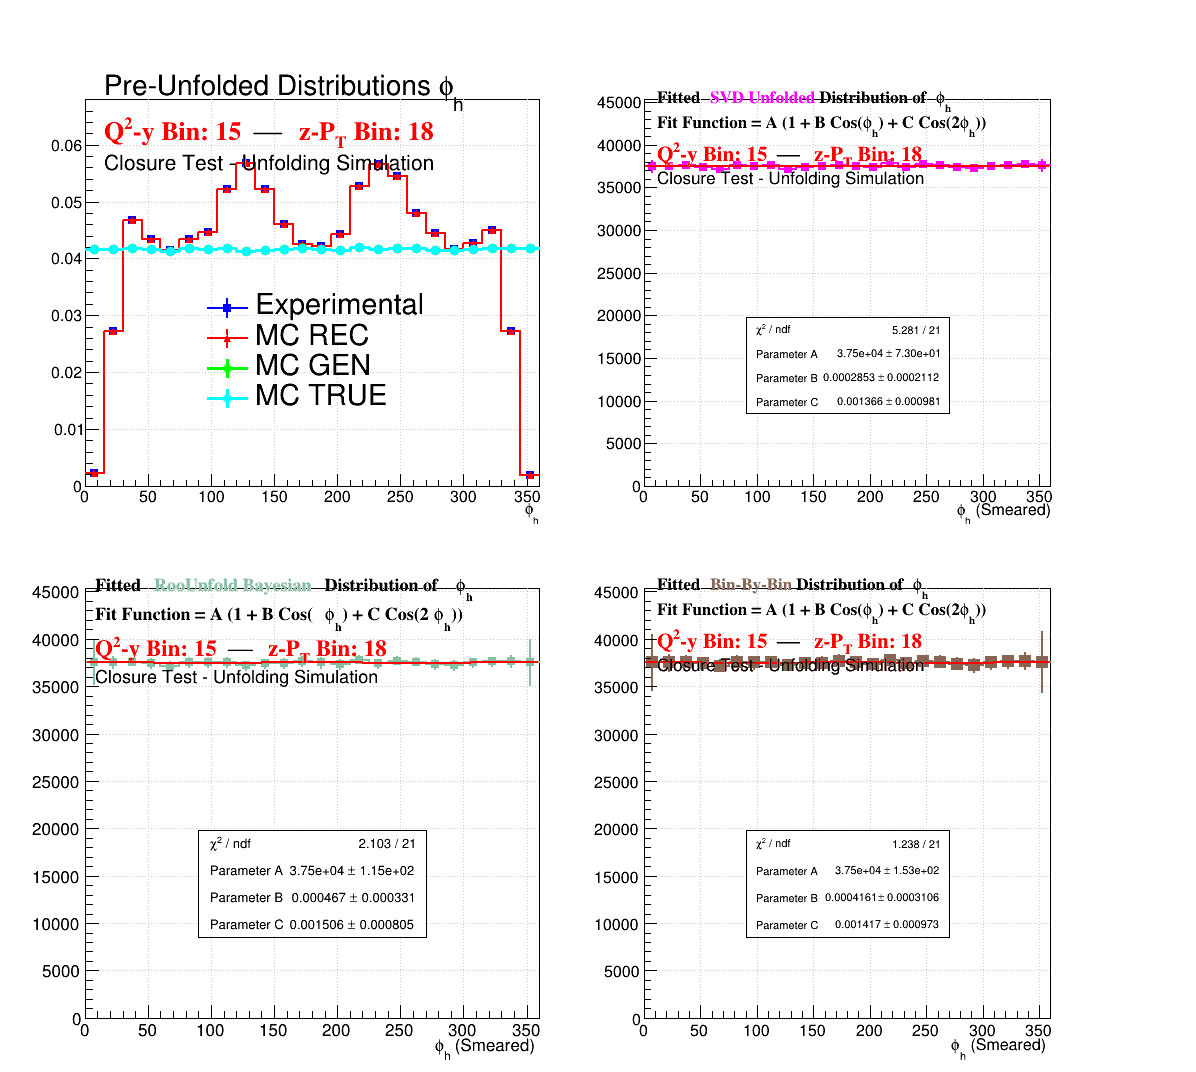 Pre-Unfolded Distributions ϕh
Q2-y Bin: 15 — z-PT Bin: 18
Closure Test - Unfolding Simulation
0.06
0.05
0.04
0.03
0.02
0.01
0
Experimental
MC REC
MC GEN
MC TRUE
0 50 100 150 200 250 300 350
ϕh
Fitted SVD Unfolded Distribution of ϕh
Fit Function = A (1 + B Cos(ϕh) + C Cos(2ϕh))
Q2-y Bin: 15 — z-PT Bin: 18
Closure Test - Unfolding Simulation
45000
40000
35000
30000
25000
20000
15000
10000
5000
0
χ2 / ndf 5.281 / 21
Parameter A 3.75e+04 ± 7.30e+01
Parameter B 0.0002853 ± 0.0002112
Parameter C 0.001366 ± 0.000981
0 50 100 150 200 250 300 350
ϕh (Smeared)
Fitted RooUnfold Bayesian Distribution of ϕh
Fit Function = A (1 + B Cos( ϕh) + C Cos(2 ϕh))
Q2-y Bin: 15 — z-PT Bin: 18
Closure Test - Unfolding Simulation
45000
40000
35000
30000
25000
20000
15000
10000
5000
0
χ2 / ndf 2.103 / 21
Parameter A 3.75e+04 ± 1.15e+02
Parameter B 0.000467 ± 0.000331
Parameter C 0.001506 ± 0.000805
0 50 100 150 200 250 300 350
ϕh (Smeared)
Fitted Bin-By-Bin Distribution of ϕh
Fit Function = A (1 + B Cos(ϕh) + C Cos(2ϕh))
Q2-y Bin: 15 — z-PT Bin: 18
Closure Test - Unfolding Simulation
45000
40000
35000
30000
25000
20000
15000
10000
5000
0
χ2 / ndf 1.238 / 21
Parameter A 3.75e+04 ± 1.53e+02
Parameter B 0.0004161 ± 0.0003106
Parameter C 0.001417 ± 0.000973
0 50 100 150 200 250 300 350
ϕh (Smeared)